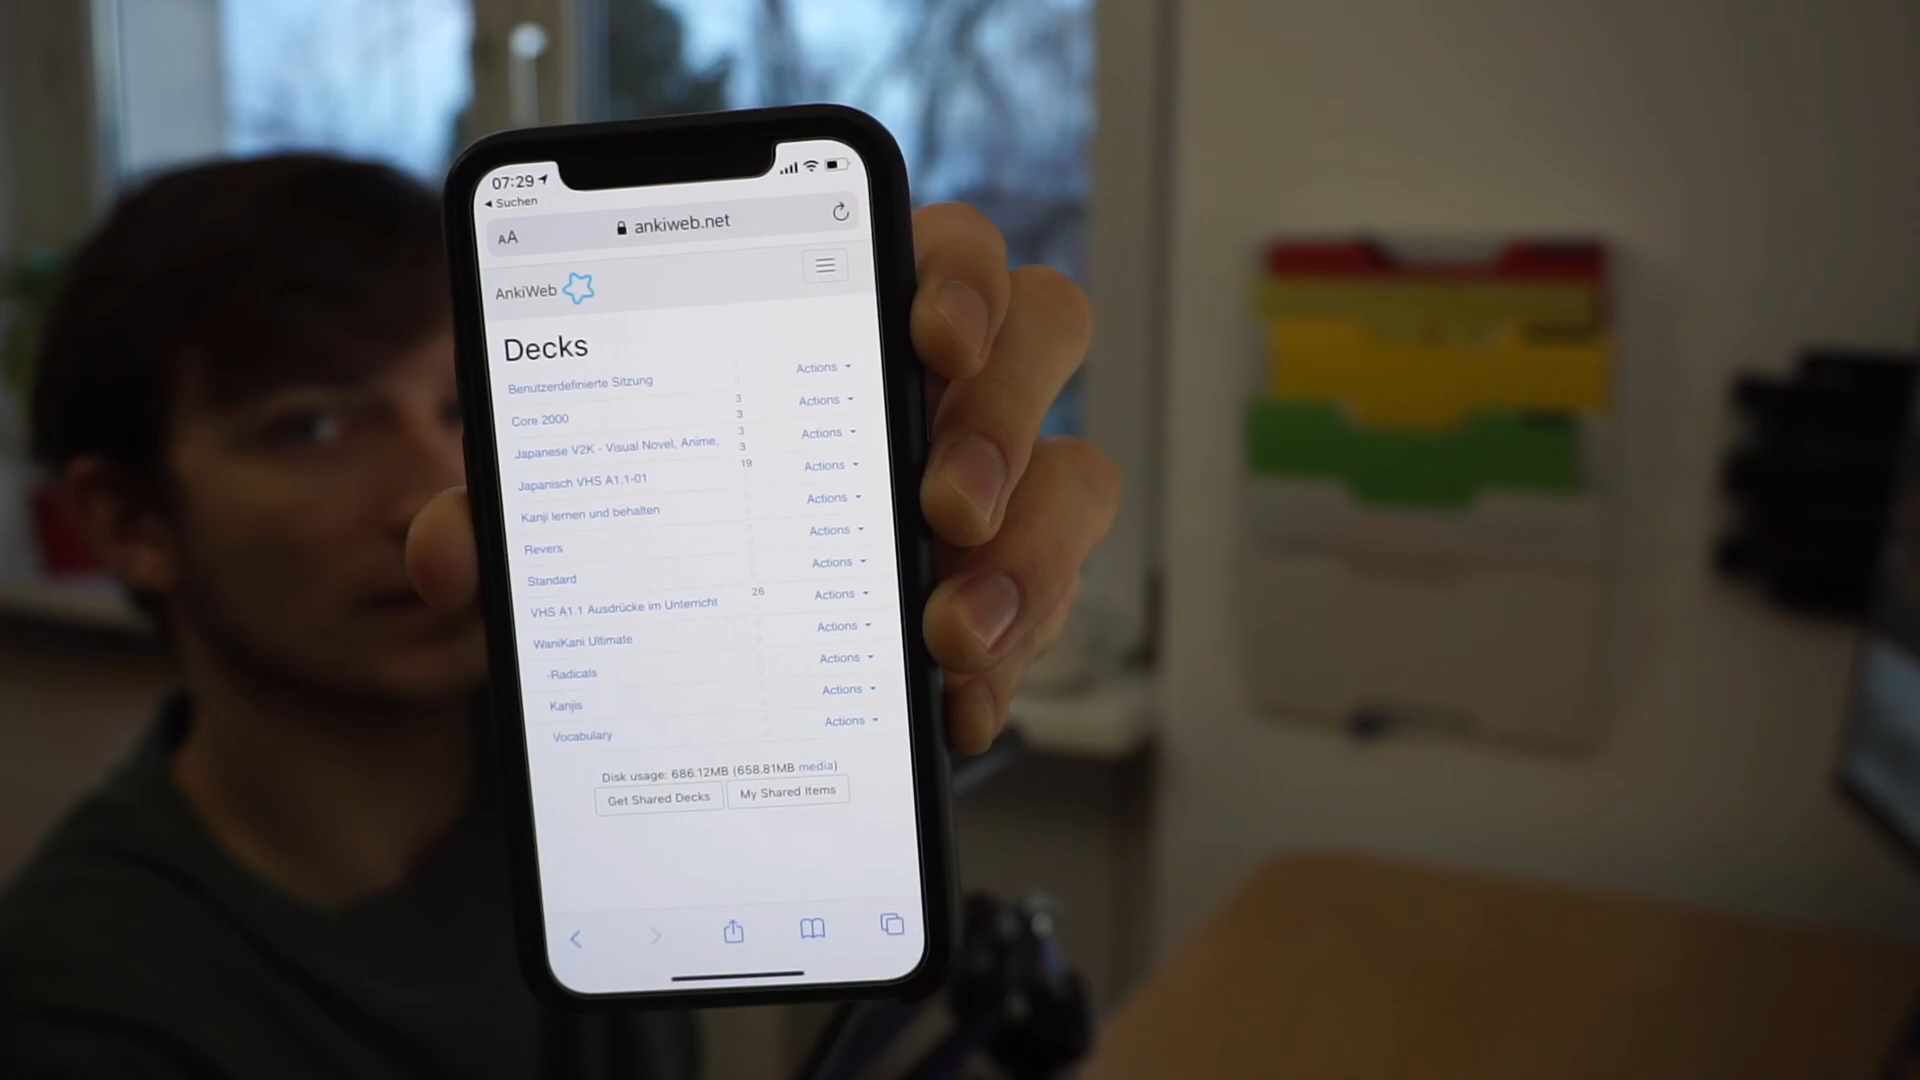 07:29
Suchen
AA ankiweb.net
AnkiWeb
Decks
Benutzerdefinierte Sitzung Actions
Core 2000 3 3 Actions
Japanese V2K - Visual Novel, Anime, 3 3 Actions
Japanisch VHS A1.1-01 19 Actions
Kanji lernen und behalten Actions
Revers Actions
Standard Actions
VHS A1.1 Ausdrücke im Unterricht 26 Actions
WaniKani Ultimate Actions
-Radicals Actions
Kanjis Actions
Vocabulary Actions
Disk usage: 686.12MB (658.81MB media)
Get Shared Decks My Shared Items